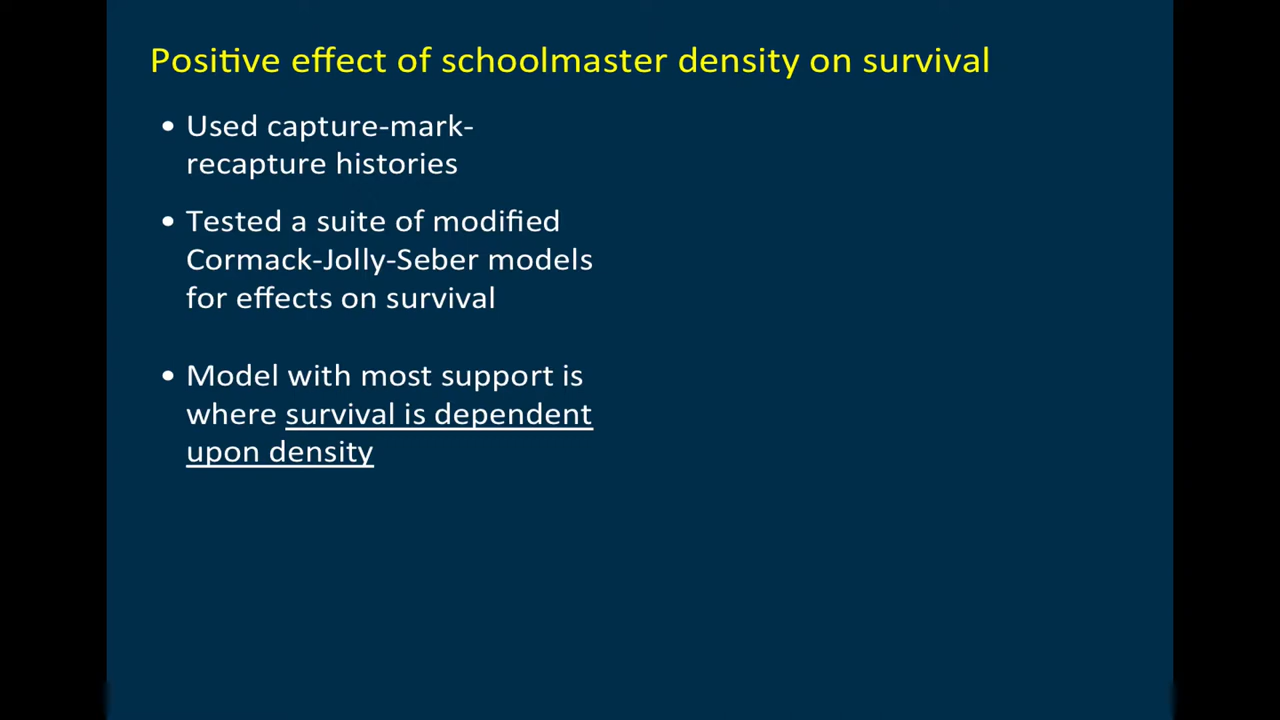 Positive effect of schoolmaster density on survival
• Used capture-mark-
recapture histories
• Tested a suite of modified
Cormack-Jolly-Seber models
for effects on survival
• Model with most support is
where survival is dependent
upon density